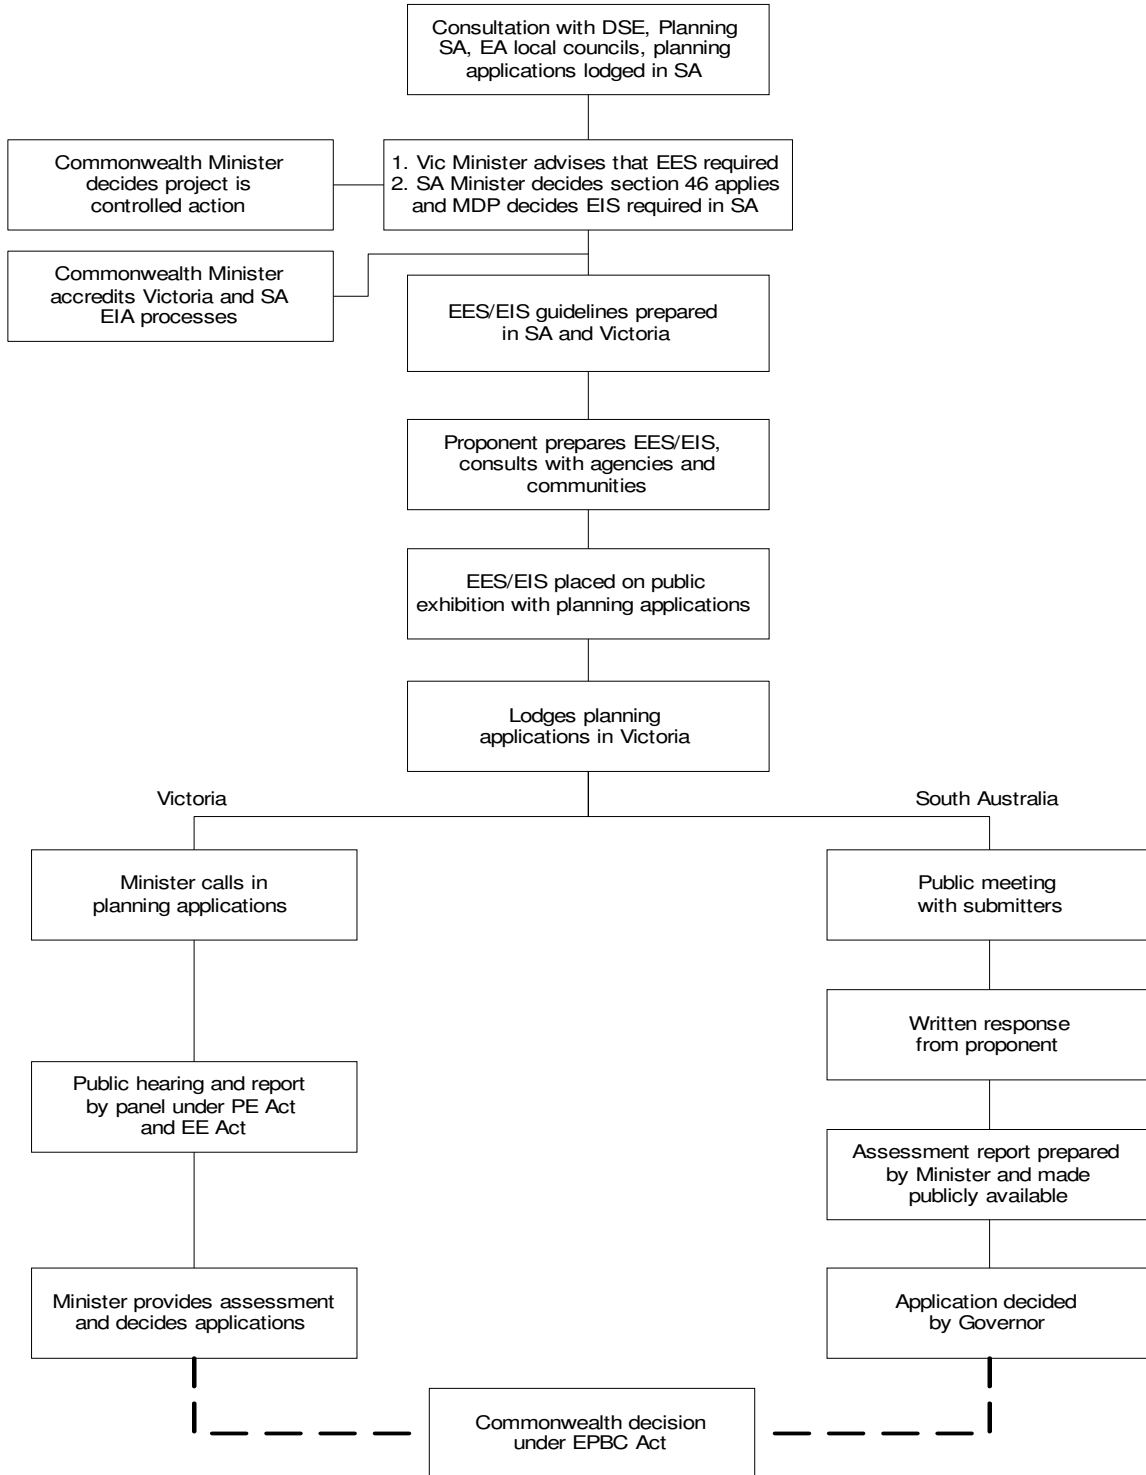 Consultation with DSE, Planning
SA, EA local councils, planning
applications lodged in SA
Commonwealth Minister
decides project is
controlled action
1. Vic Minister advises that EES required
2. SA Minister decides section 46 applies
and MDP decides EIS required in SA
Commonwealth Minister
accredits Victoria and SA
EIA processes
EES/EIS guidelines prepared
in SA and Victoria
Proponent prepares EES/EIS,
consults with agencies and
communities
EES/EIS placed on public
exhibition with planning applications
Lodges planning
applications in Victoria
Victoria
South Australia
Minister calls in
planning applications
Public meeting
with submitters
Written response
from proponent
Public hearing and report
by panel under PE Act
and EE Act
Assessment report prepared
by Minister and made
publicly available
Minister provides assessment
and decides applications
Application decided
by Governor
Commonwealth decision
under EPBC Act